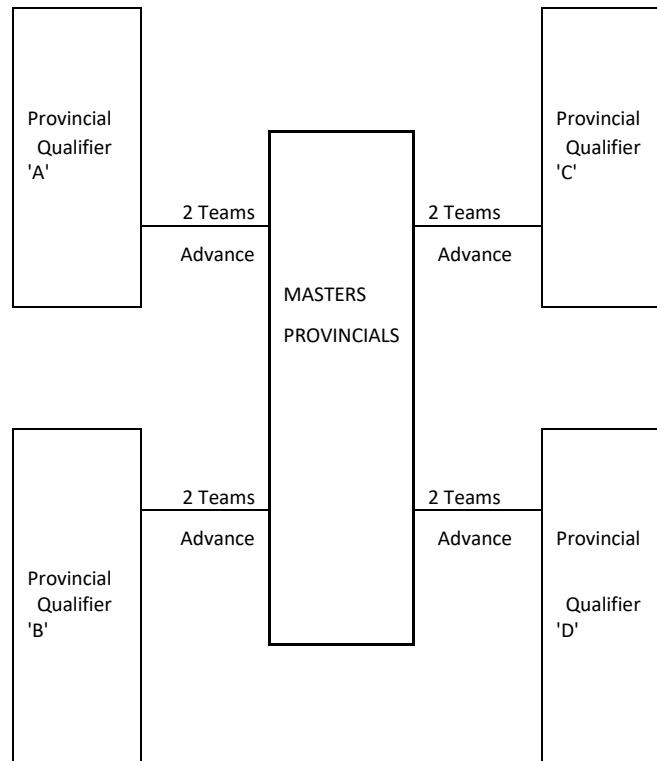 Provincial
Qualifier
'A'
2 Teams
Advance
MASTERS
PROVINCIALS
2 Teams
Advance
Provincial
Qualifier
'C'
Provincial
Qualifier
'B'
2 Teams
Advance
2 Teams
Advance
Provincial
Qualifier
'D'